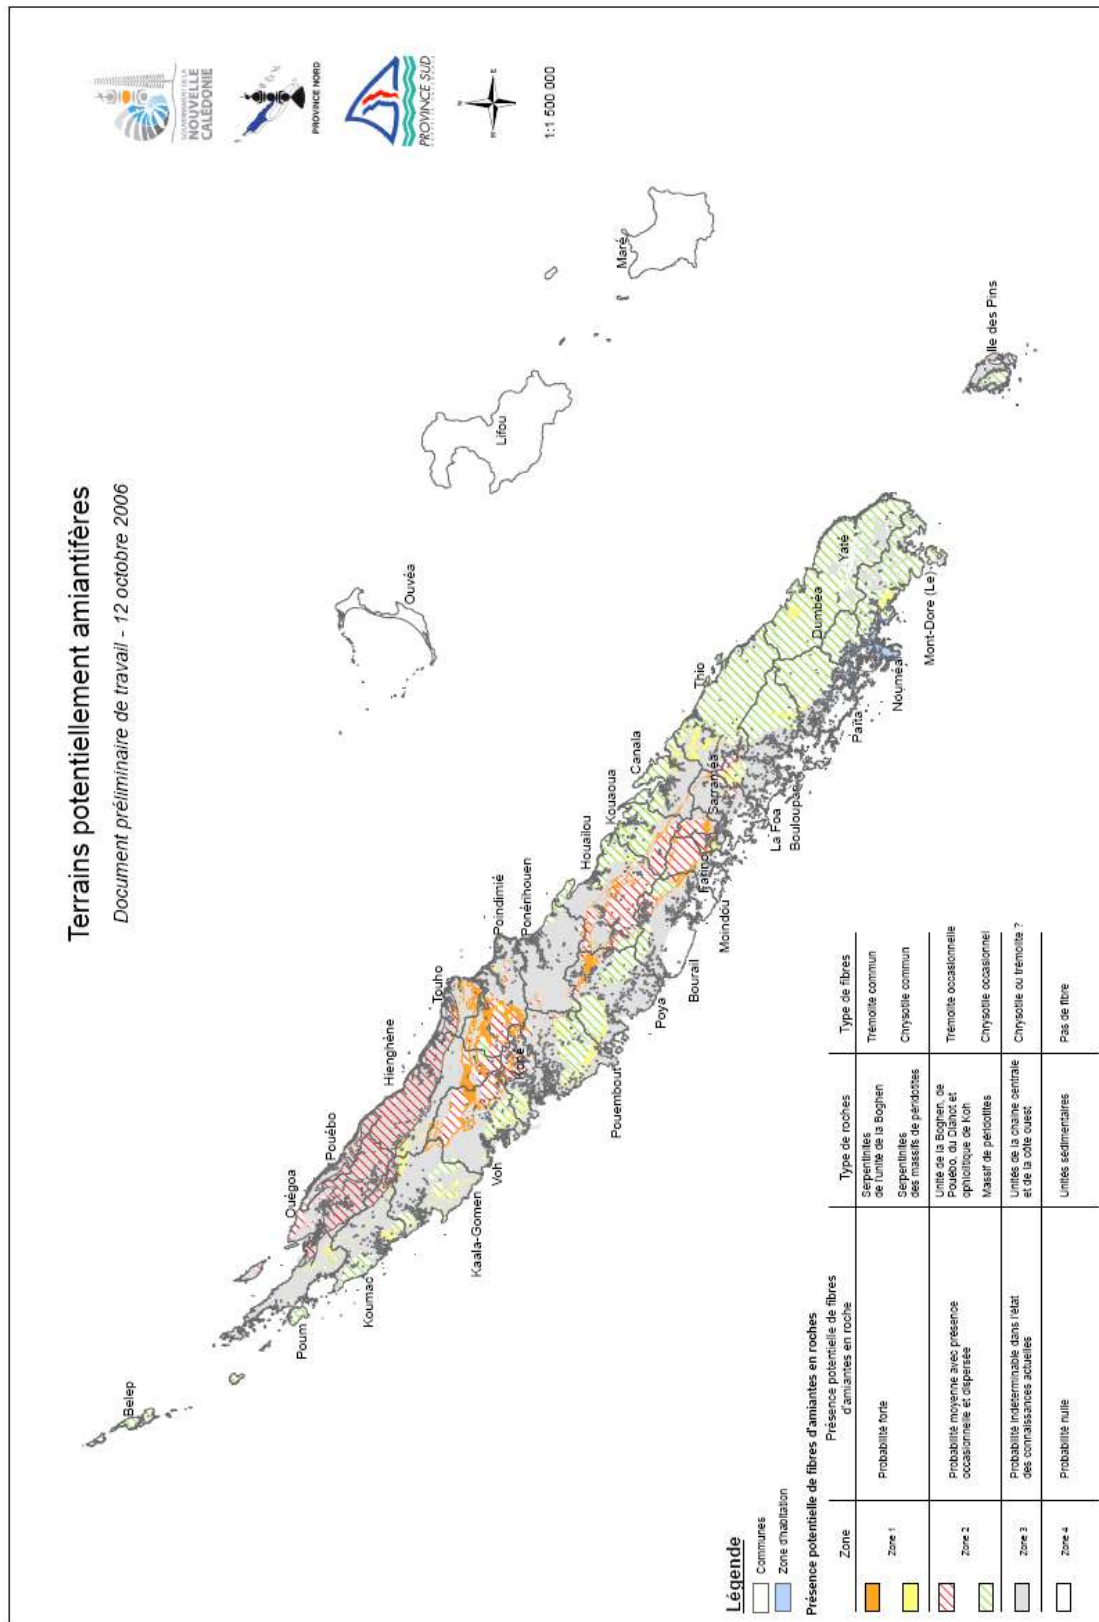 Terrains potentiellement amiantifères
Document préliminaire de travail - 12 octobre 2006
GOUVERNEMENT DE LA
NOUVELLE
CALÉDONIE
PROVINCE NORD
PROVINCE SUD
N
W
E
1:1 500 000
Belep
Poum
Ouégoa
Pouébo
Koumac
Hienghène
Kaala-Gomen
Voh
Touho
Koné
Poindimié
Ponérihouen
Pouembout
Poya
Houaïlou
Kouaoua
Canala
Bourail
Moindou
Farino
Sarraméa
La Foa
Bouloupari
Thio
Ouvéa
Lifou
Maré
Païta
Dumbéa
Yaté
Nouméa
Mont-Dore (Le)
Ile des Pins
Légende
Communes
Zone d'habitation
Présence potentielle de fibres d'amiantes en roches
Zone
Présence potentielle de fibres
d'amiantes en roche
Type de roches
Type de fibres
Zone 1
Probabilité forte
Serpentinites
de l'unité de la Boghen
Trémolite commun
Serpentinites
des massifs de péridotites
Chrysotile commun
Zone 2
Probabilité moyenne avec présence
occasionnelle et dispersée
Unité de la Boghen, de
Pouébo, du Diahot et
ophiolitique de Koh
Trémolite occasionnelle
Massif de péridotites
Chrysotile occasionnel
Zone 3
Probabilité indéterminable dans l'état
des connaissances actuelles
Unités de la chaîne centrale
et de la côte ouest
Chrysotile ou trémolite ?
Zone 4
Probabilité nulle
Unités sédimentaires
Pas de fibre